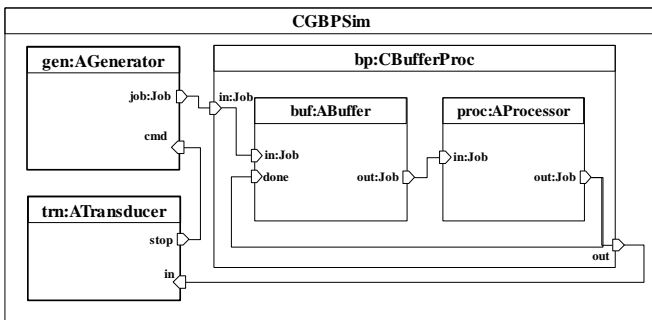 CGBPSim
gen:AGenerator
job:Job
cmd
bp:CBufferProc
in:Job
buf:ABuffer
in:Job
done
out:Job
proc:AProcessor
in:Job
out:Job
out
trn:ATransducer
stop
in